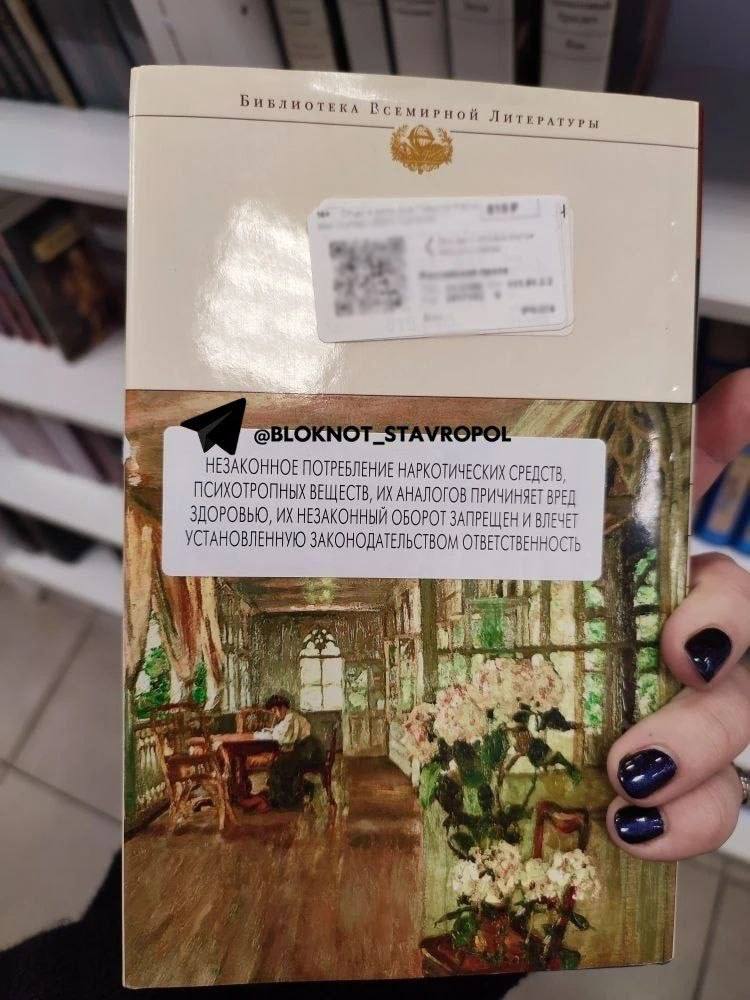 Библиотека Всемирной Литературы
@BLOKNOT_STAVROPOL
НЕЗАКОННОЕ ПОТРЕБЛЕНИЕ НАРКОТИЧЕСКИХ СРЕДСТВ,
ПСИХОТРОПНЫХ ВЕЩЕСТВ, ИХ АНАЛОГОВ ПРИЧИНЯЕТ ВРЕД
ЗДОРОВЬЮ, ИХ НЕЗАКОННЫЙ ОБОРОТ ЗАПРЕЩЕН И ВЛЕЧЕТ
УСТАНОВЛЕННУЮ ЗАКОНОДАТЕЛЬСТВОМ ОТВЕТСТВЕННОСТЬ